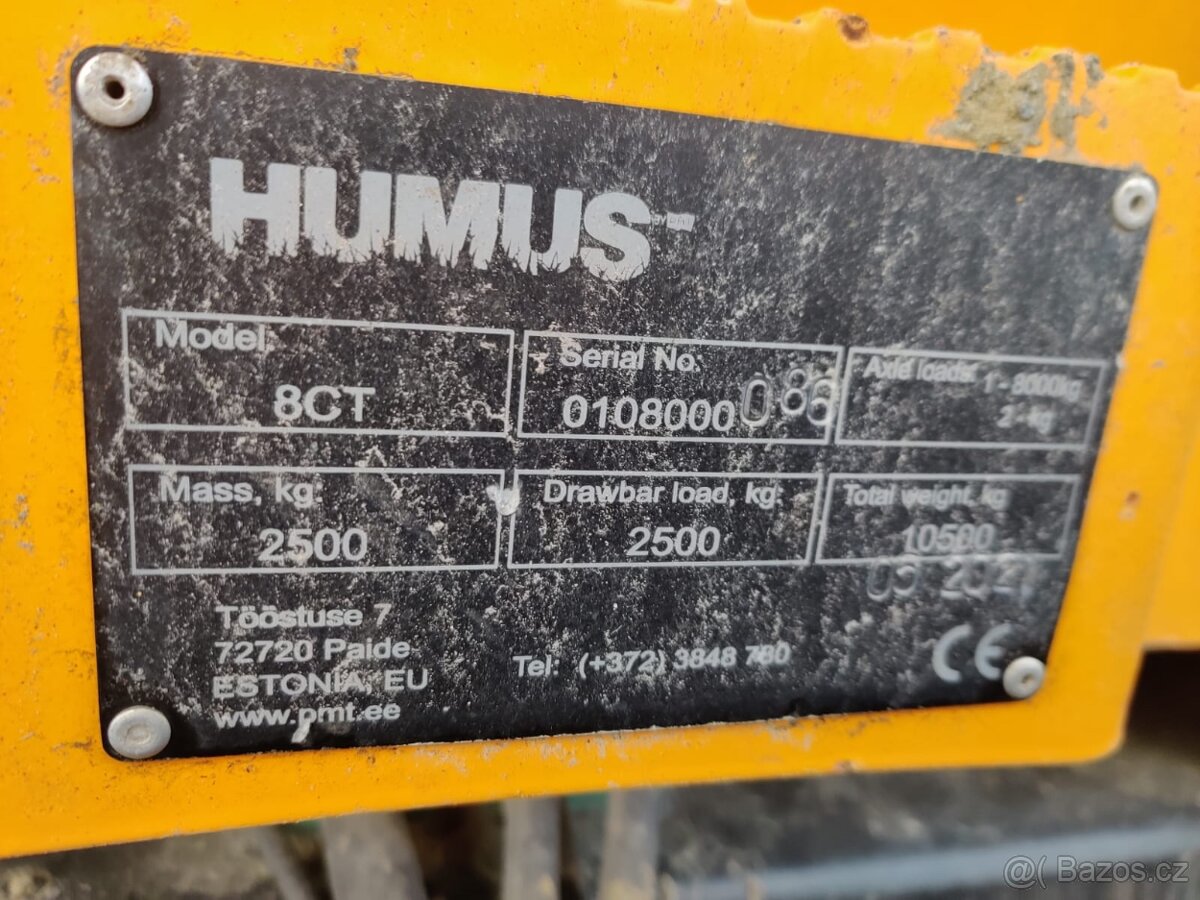 HUMUS
Model:
8CT
Serial No:
0108000086
Axle loads: 1 - 8000kg
2 - kg
Mass, kg:
2500
Drawbar load, kg:
2500
Total weight, kg
10500
05 2021
Tööstuse 7
72720 Paide
ESTONIA, EU
www.pmt.ee
Tel: (+372) 3848 780
CE
@( Bazos.cz